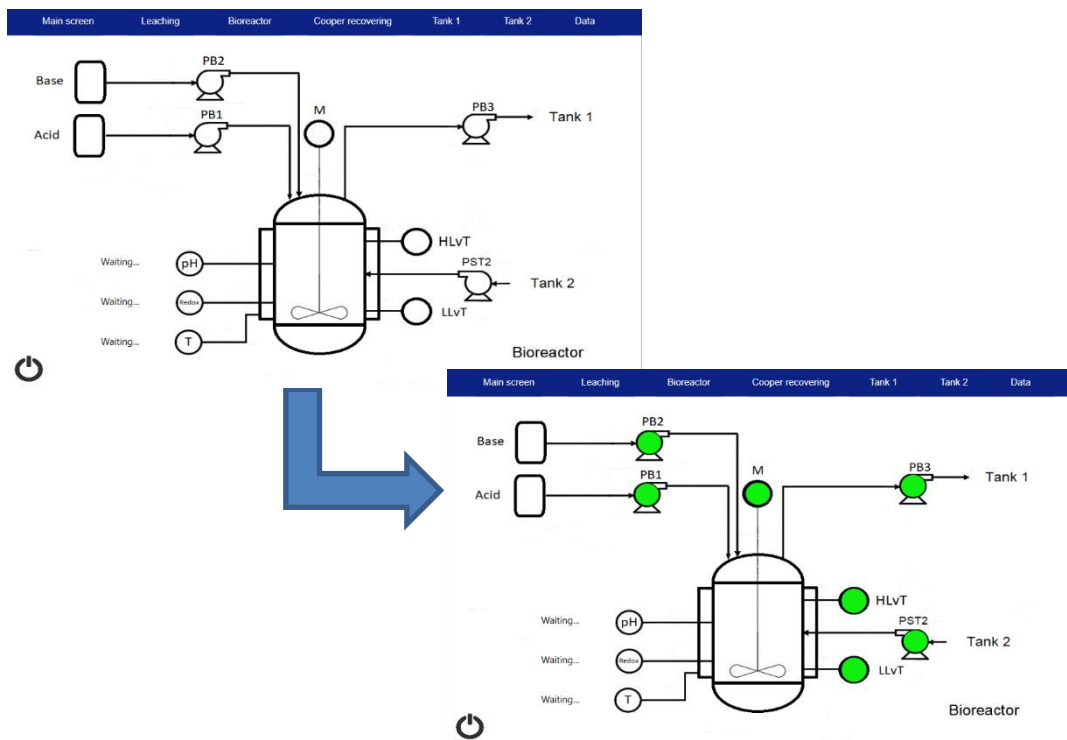 Main screen Leaching Bioreactor Cooper recovering Tank 1 Tank 2 Data
PB2
Base
PB1
Acid
M
PB3
Tank 1
HLvT
Waiting...
pH
PST2
Tank 2
Waiting...
Redox
LLvT
Waiting...
T
Bioreactor
Main screen Leaching Bioreactor Cooper recovering Tank 1 Tank 2 Data
PB2
Base
PB1
Acid
M
PB3
Tank 1
HLvT
Waiting...
pH
PST2
Tank 2
Waiting...
Redox
LLvT
Waiting...
T
Bioreactor